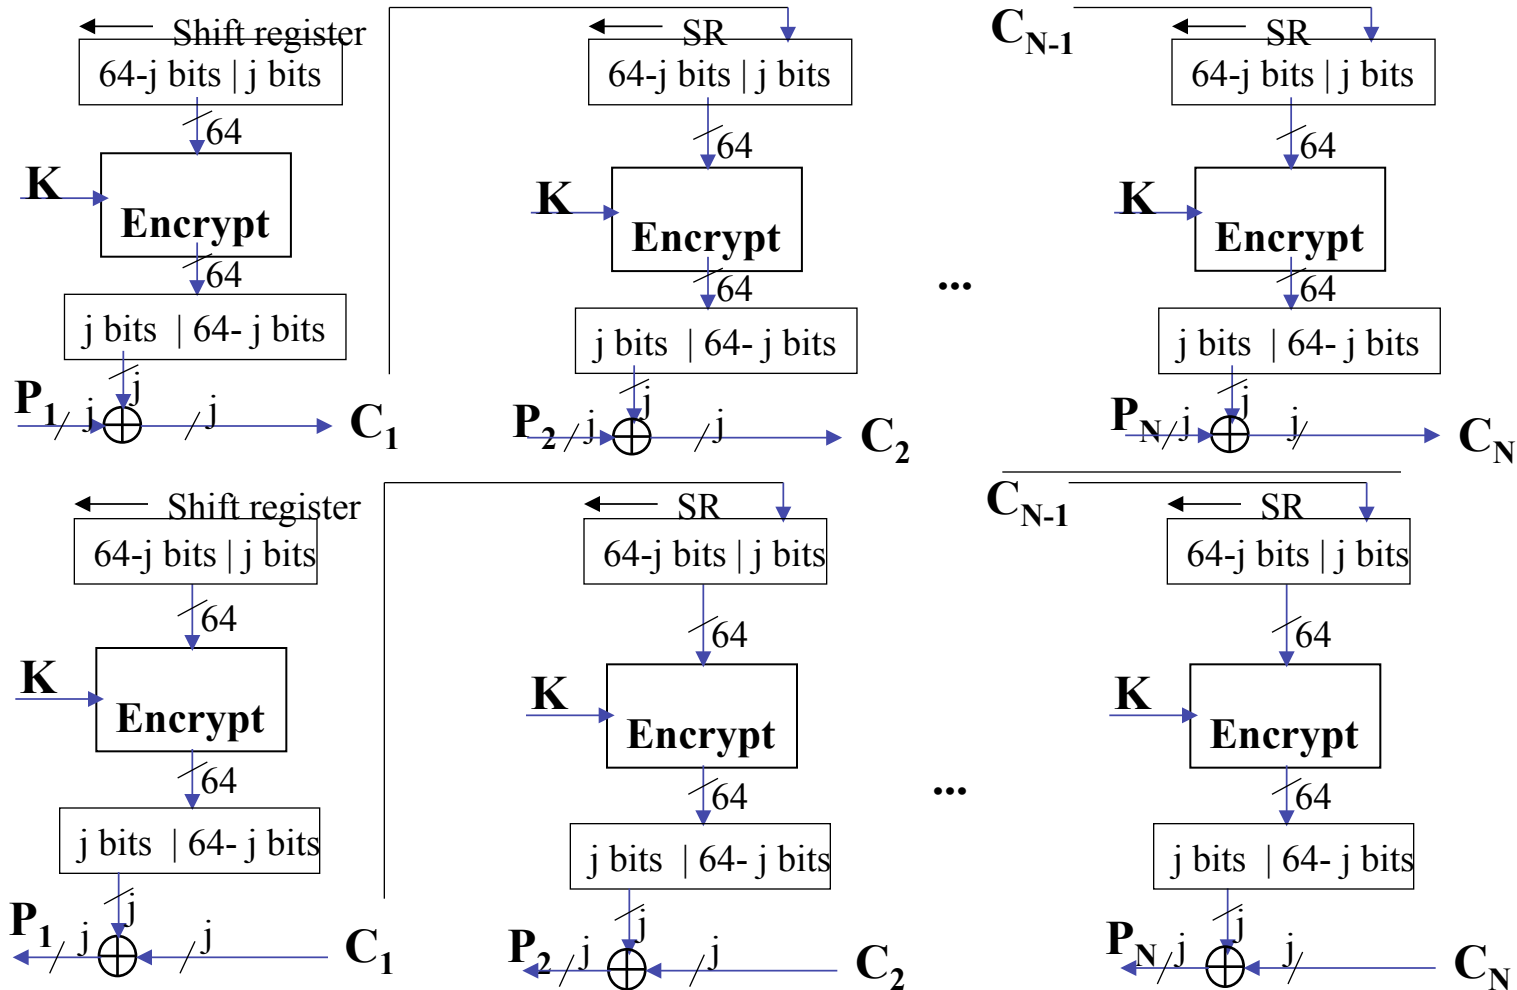 Shift register SR C_{N-1} SR
64-j bits | j bits 64-j bits | j bits 64-j bits | j bits
64 64 64
K K K
Encrypt Encrypt Encrypt
64 64 ... 64
j bits | 64- j bits j bits | 64- j bits j bits | 64- j bits
j j j
P_1 j j C_1 P_2 j j C_2 P_N j j C_N
Shift register SR C_{N-1} SR
64-j bits | j bits 64-j bits | j bits 64-j bits | j bits
64 64 64
K K K
Encrypt Encrypt Encrypt
64 64 ... 64
j bits | 64- j bits j bits | 64- j bits j bits | 64- j bits
j j j
P_1 j j C_1 P_2 j j C_2 P_N j j C_N